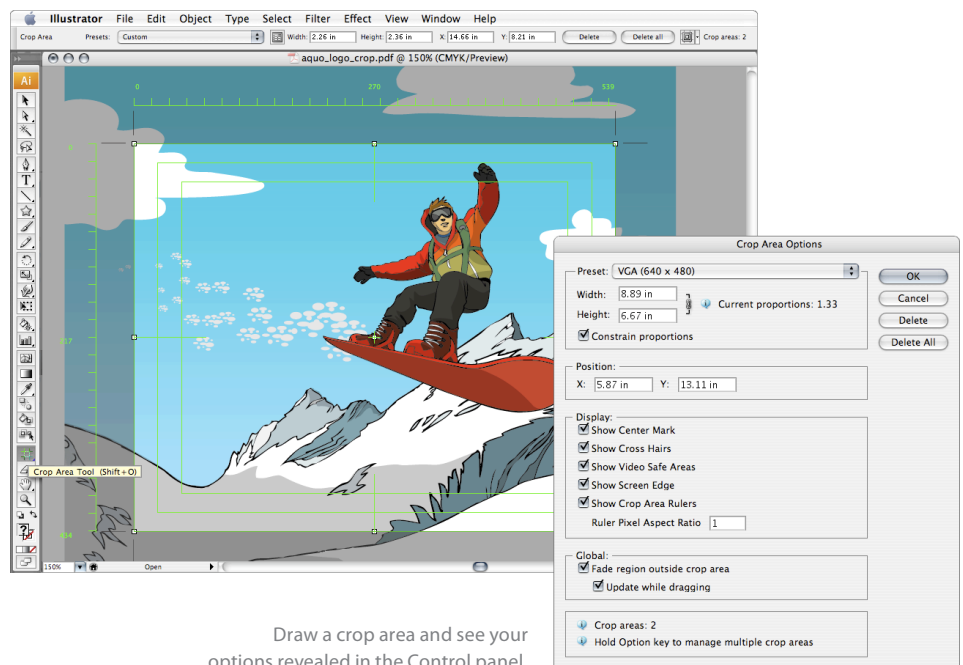 Illustrator File Edit Object Type Select Filter Effect View Window Help
Crop Area Presets: Custom Width: 2.26 in Height: 2.36 in X: 14.66 in Y: 8.21 in Delete Delete all Crop areas: 2
aquo_logo_crop.pdf @ 150% (CMYK/Preview)
Ai
0 270 539
0
217
Crop Area Tool (Shift+O)
434
150% Open
Crop Area Options
Preset: VGA (640 x 480)
Width: 8.89 in
Height: 6.67 in
Current proportions: 1.33
Constrain proportions
OK
Cancel
Delete
Delete All
Position:
X: 5.87 in Y: 13.11 in
Display:
Show Center Mark
Show Cross Hairs
Show Video Safe Areas
Show Screen Edge
Show Crop Area Rulers
Ruler Pixel Aspect Ratio 1
Global:
Fade region outside crop area
Update while dragging
Crop areas: 2
Hold Option key to manage multiple crop areas
Draw a crop area and see your
options revealed in the Control panel.